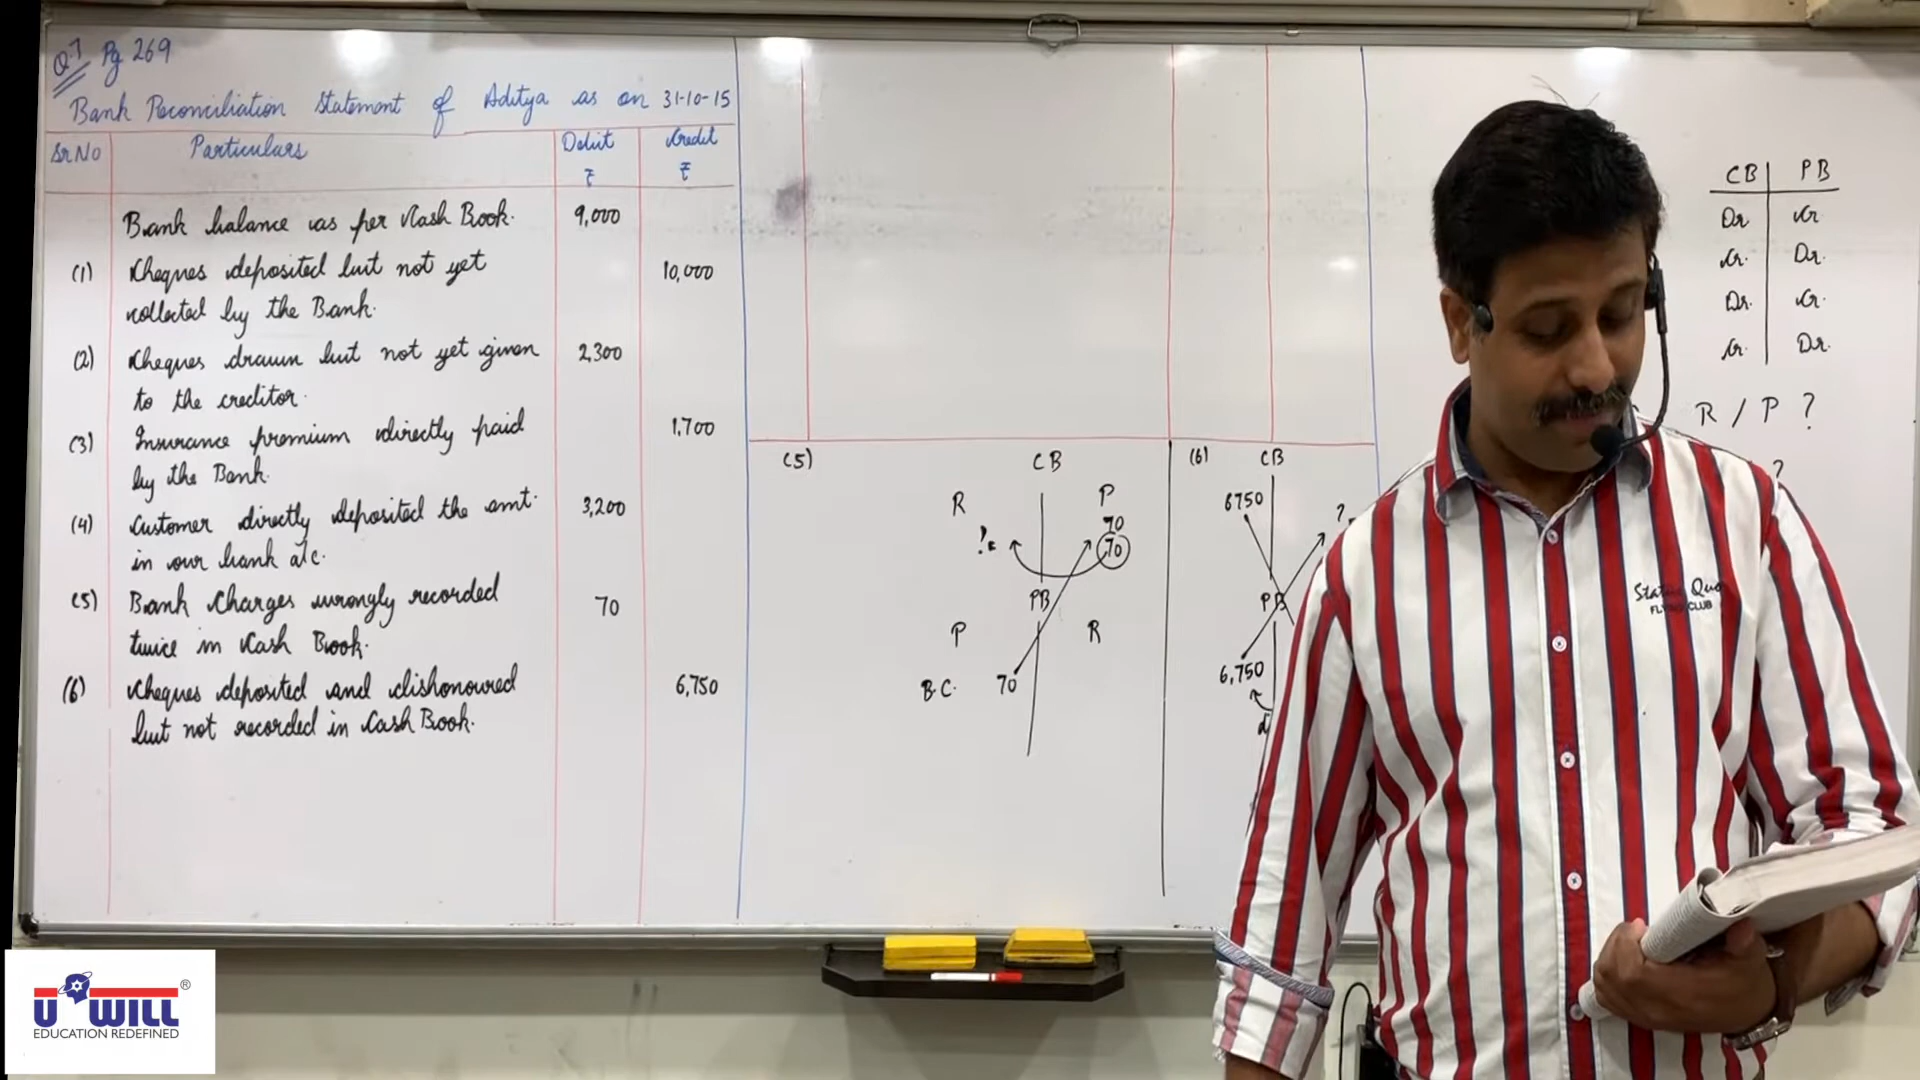 Q.7 Pg 269
Bank Reconciliation Statement of Aditya as on 31-10-15
Sr No Particulars Debit ₹ Credit ₹
Bank balance as per Cash Book. 9,000
(1) Cheques deposited but not yet 10,000
collected by the Bank.
(2) Cheques drawn but not yet given 2,300
to the creditor.
(3) Insurance premium directly paid 1,700
by the Bank.
(4) Customer directly deposited the amt. 3,200
in our bank a/c.
(5) Bank Charges wrongly recorded 70
twice in Cash Book.
(6) Cheques deposited and dishonoured 6,750
but not recorded in Cash Book.
(5) CB
R P
70
70
PB
P R
B.C. 70
(6) CB
6750 ?
PB
6,750
d
CB PB
Dr Cr
Cr. Dr.
Dr. Cr.
Cr. Dr.
R / P ?
?
Status Quo
FLYING CLUB
U WILL ®
EDUCATION REDEFINED